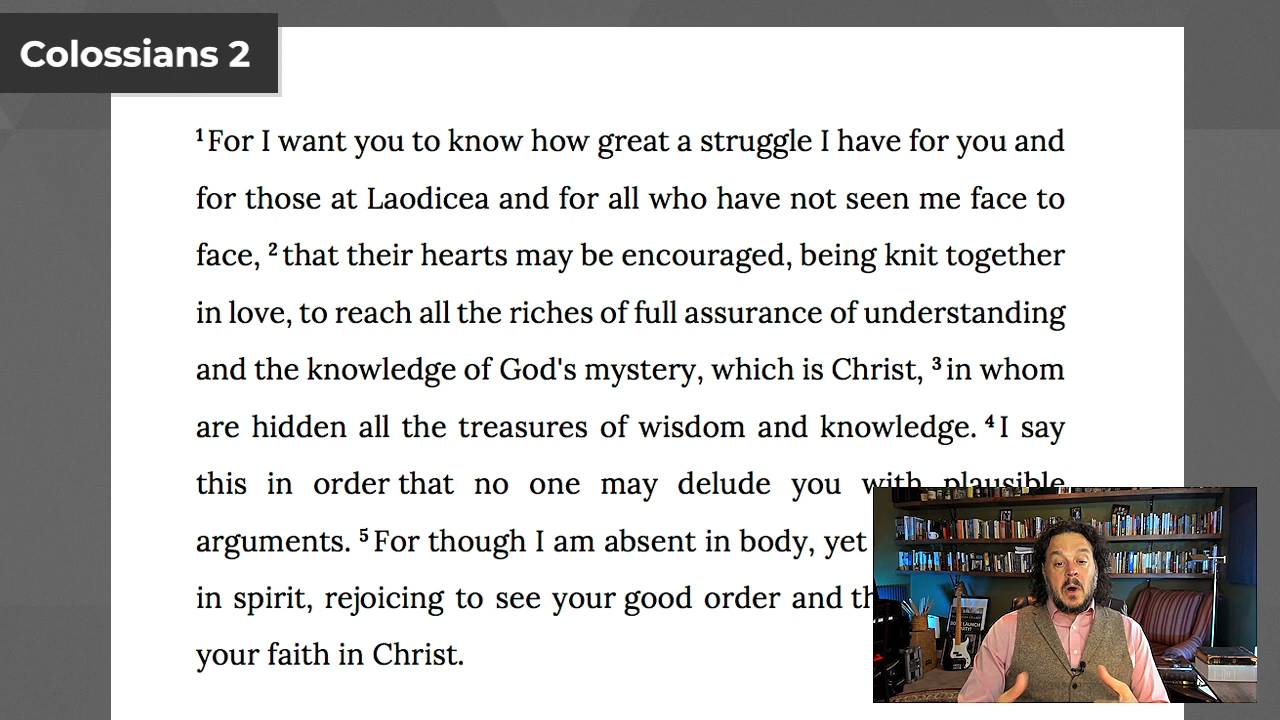 Colossians 2
¹For I want you to know how great a struggle I have for you and
for those at Laodicea and for all who have not seen me face to
face, ²that their hearts may be encouraged, being knit together
in love, to reach all the riches of full assurance of understanding
and the knowledge of God's mystery, which is Christ, ³in whom
are hidden all the treasures of wisdom and knowledge. ⁴I say
this in order that no one may delude you with plausible
arguments. ⁵For though I am absent in body, yet
in spirit, rejoicing to see your good order and
your faith in Christ.